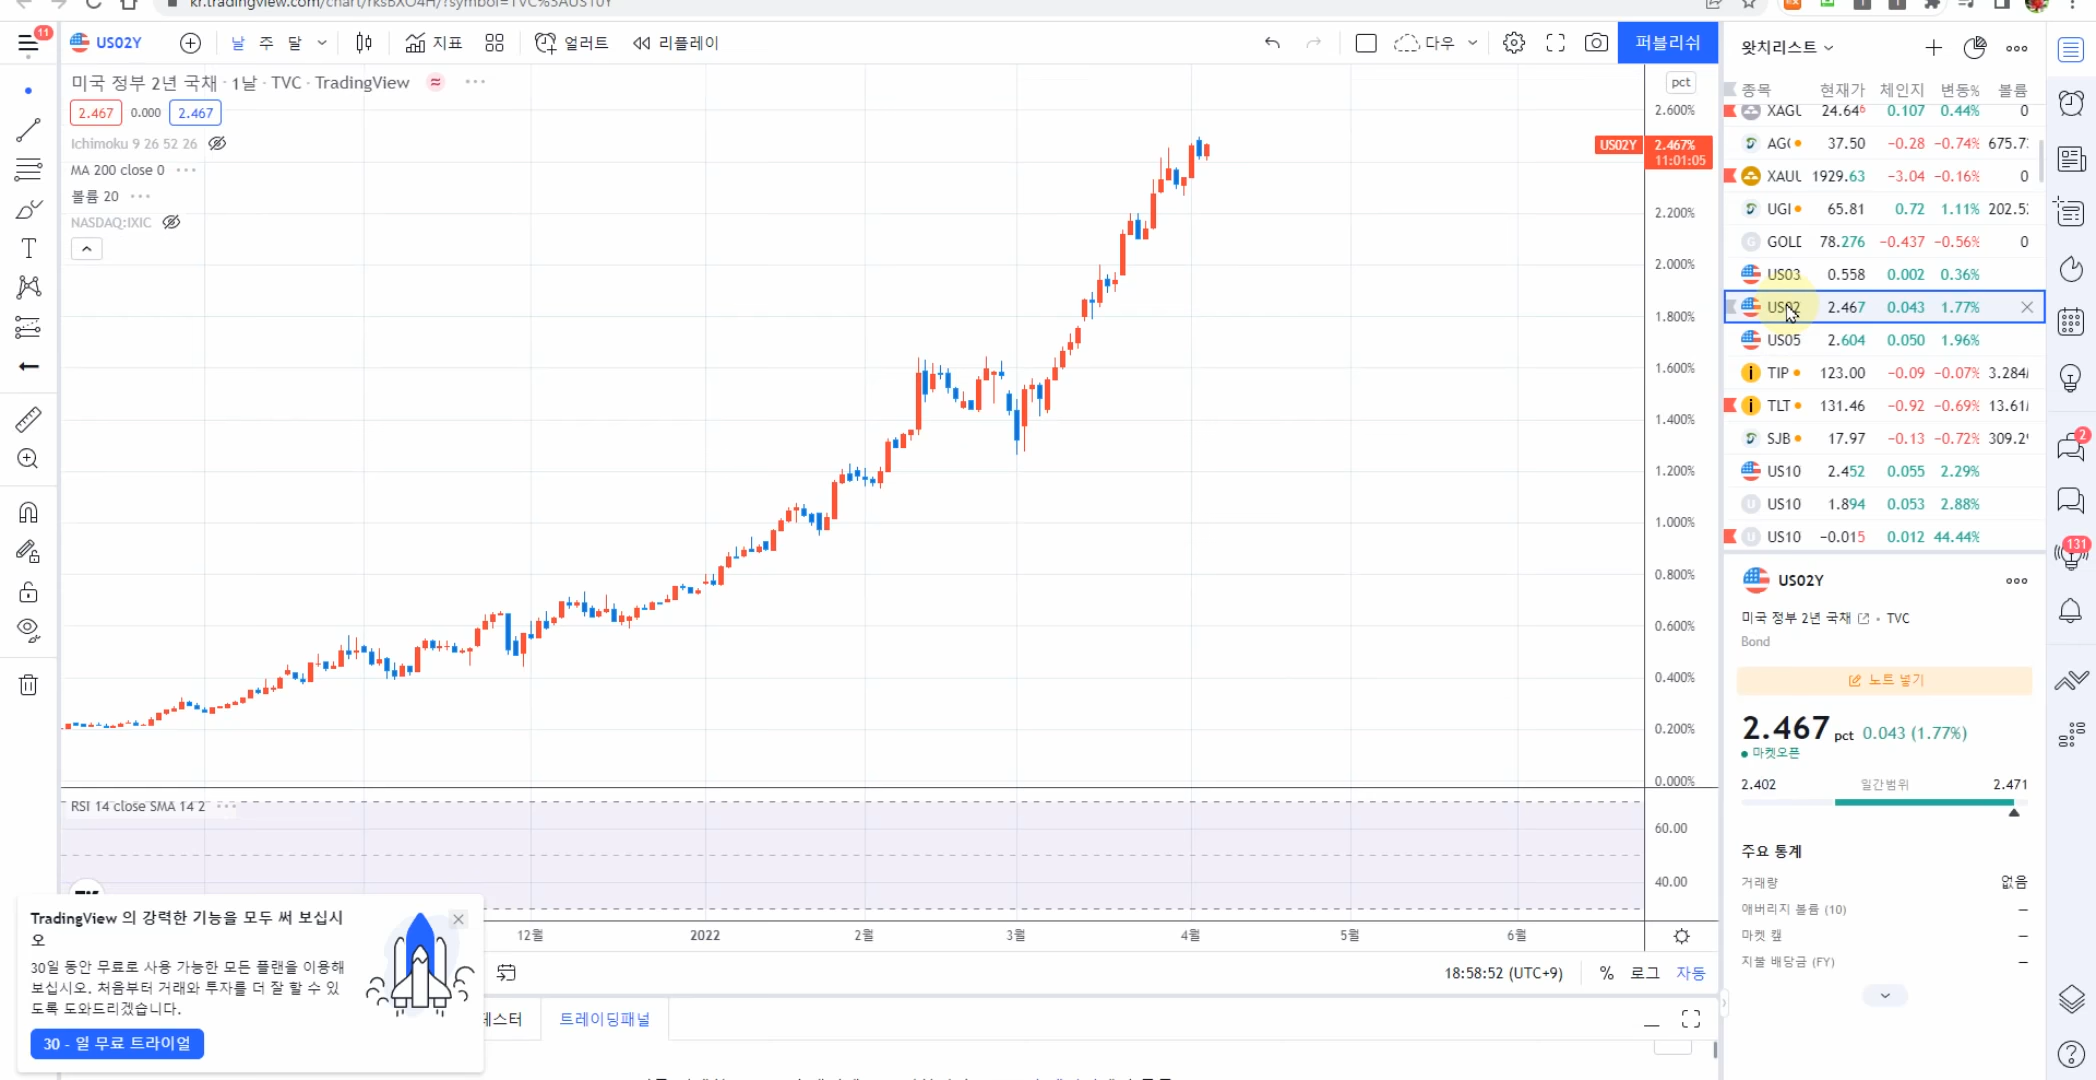 kr.tradingview.com/chart/rksBXO4H/?symbol=TVC%3AUS10Y
11
US02Y
날 주 달
지표
얼러트
리플레이
다우
퍼블리쉬
미국 정부 2년 국채 · 1날 · TVC · TradingView
2.467 0.000 2.467
Ichimoku 9 26 52 26
MA 200 close 0
볼륨 20
NASDAQ:IXIC
pct
2.600%
US02Y 2.467%
11:01:05
2.200%
2.000%
1.800%
1.600%
1.400%
1.200%
1.000%
0.800%
0.600%
0.400%
0.200%
0.000%
RSI 14 close SMA 14 2
60.00
40.00
12월 2022 2월 3월 4월 5월 6월
18:58:52 (UTC+9) % 로그 자동
트레이딩패널
TradingView 의 강력한 기능을 모두 써 보십시
오
30일 동안 무료로 사용 가능한 모든 플랜을 이용해
보십시오. 처음부터 거래와 투자를 더 잘 할 수 있
도록 도와드리겠습니다.
30 - 일 무료 트라이얼
왓치리스트
종목 현재가 체인지 변동% 볼륨
XAGU 24.646 0.107 0.44% 0
AG 37.50 −0.28 −0.74% 675.7
XAUU 1929.63 −3.04 −0.16% 0
UGI 65.81 0.72 1.11% 202.5
GOLD 78.276 −0.437 −0.56% 0
US03 0.558 0.002 0.36%
US02 2.467 0.043 1.77%
US05 2.604 0.050 1.96%
TIP 123.00 −0.09 −0.07% 3.284
TLT 131.46 −0.92 −0.69% 13.61
SJB 17.97 −0.13 −0.72% 309.2
US10 2.452 0.055 2.29%
US10 1.894 0.053 2.88%
US10 −0.015 0.012 44.44%
US02Y
미국 정부 2년 국채 · TVC
Bond
노트 넣기
2.467 pct 0.043 (1.77%)
마켓오픈
2.402 일간범위 2.471
주요 통계
거래량 없음
애버리지 볼륨 (10) –
마켓 캪 –
지불 배당금 (FY) –
2
131